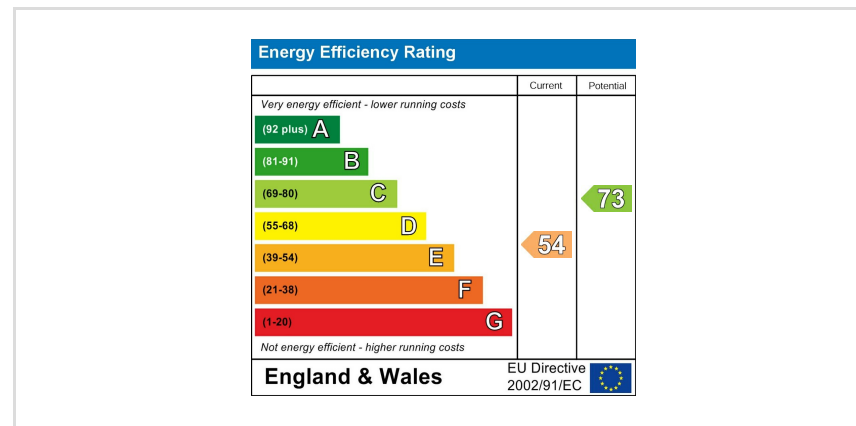 Energy Efficiency Rating
Current Potential
Very energy efficient - lower running costs
(92 plus) A
(81-91) B
(69-80) C
73
(55-68) D
54
(39-54) E
(21-38) F
(1-20) G
Not energy efficient - higher running costs
England & Wales
EU Directive
2002/91/EC